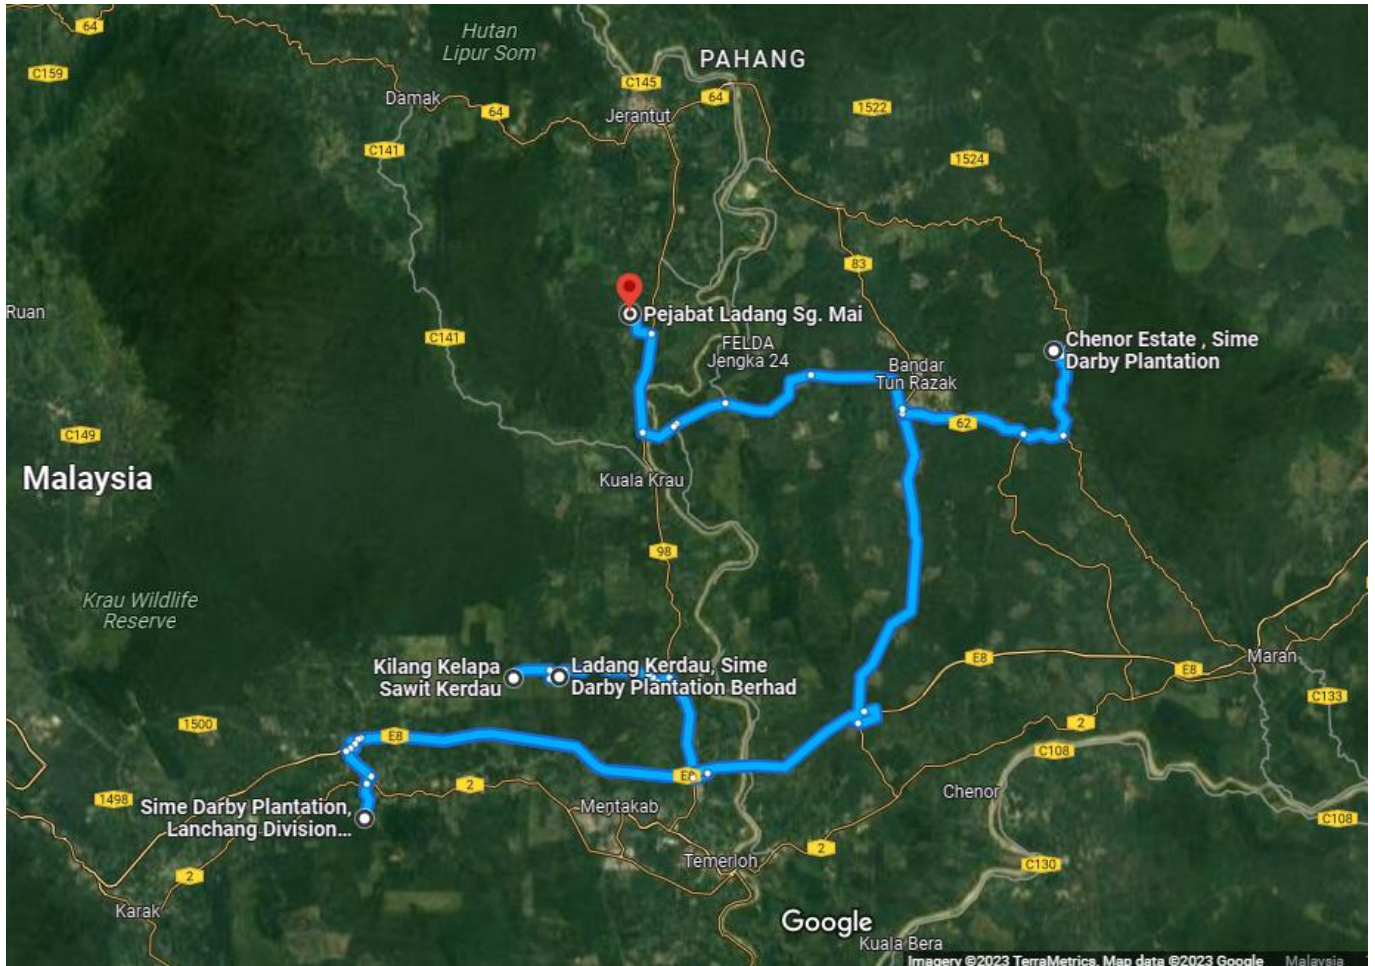 64
Hutan
Lipur Som
PAHANG
C159
C145
64
Damak
64
Jerantut
1522
C141
1524
83
Ruan
Pejabat Ladang Sg. Mai
C141
FELDA
Jengka 24
Chenor Estate , Sime
Darby Plantation
Bandar
Tun Razak
C149
62
Malaysia
Kuala Krau
98
Krau Wildlife
Reserve
Kilang Kelapa
Sawit Kerdau
Ladang Kerdau, Sime
Darby Plantation Berhad
E8
Maran
E8
C133
1500
E8
2
C108
E8
2
Chenor
1498
Sime Darby Plantation,
Lanchang Division...
Mentakab
C108
2
Temerloh
C130
2
Karak
Google
Kuala Bera
Imagery ©2023 TerraMetrics, Map data ©2023 Google
Malaysia